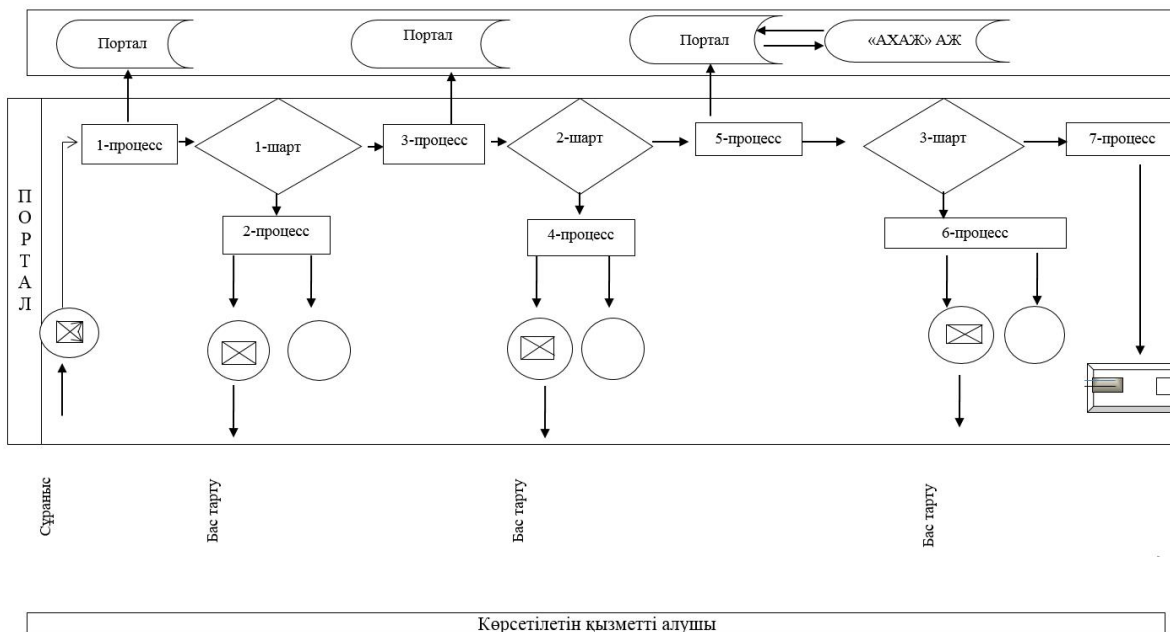 Портал
Портал
Портал
«АХАЖ» АЖ
ПОРТАЛ
1-процесс
1-шарт
3-процесс
2-шарт
5-процесс
3-шарт
7-процесс
2-процесс
4-процесс
6-процесс
Сұраныс
Бас тарту
Бас тарту
Бас тарту
Көрсетілетін қызметті алушы